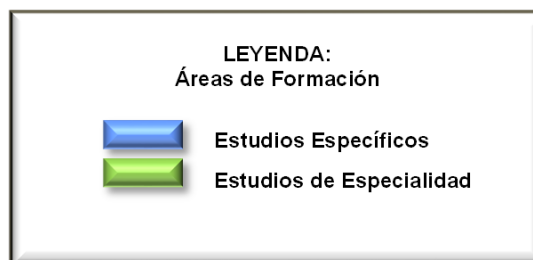 LEYENDA:
Áreas de Formación
Estudios Específicos
Estudios de Especialidad